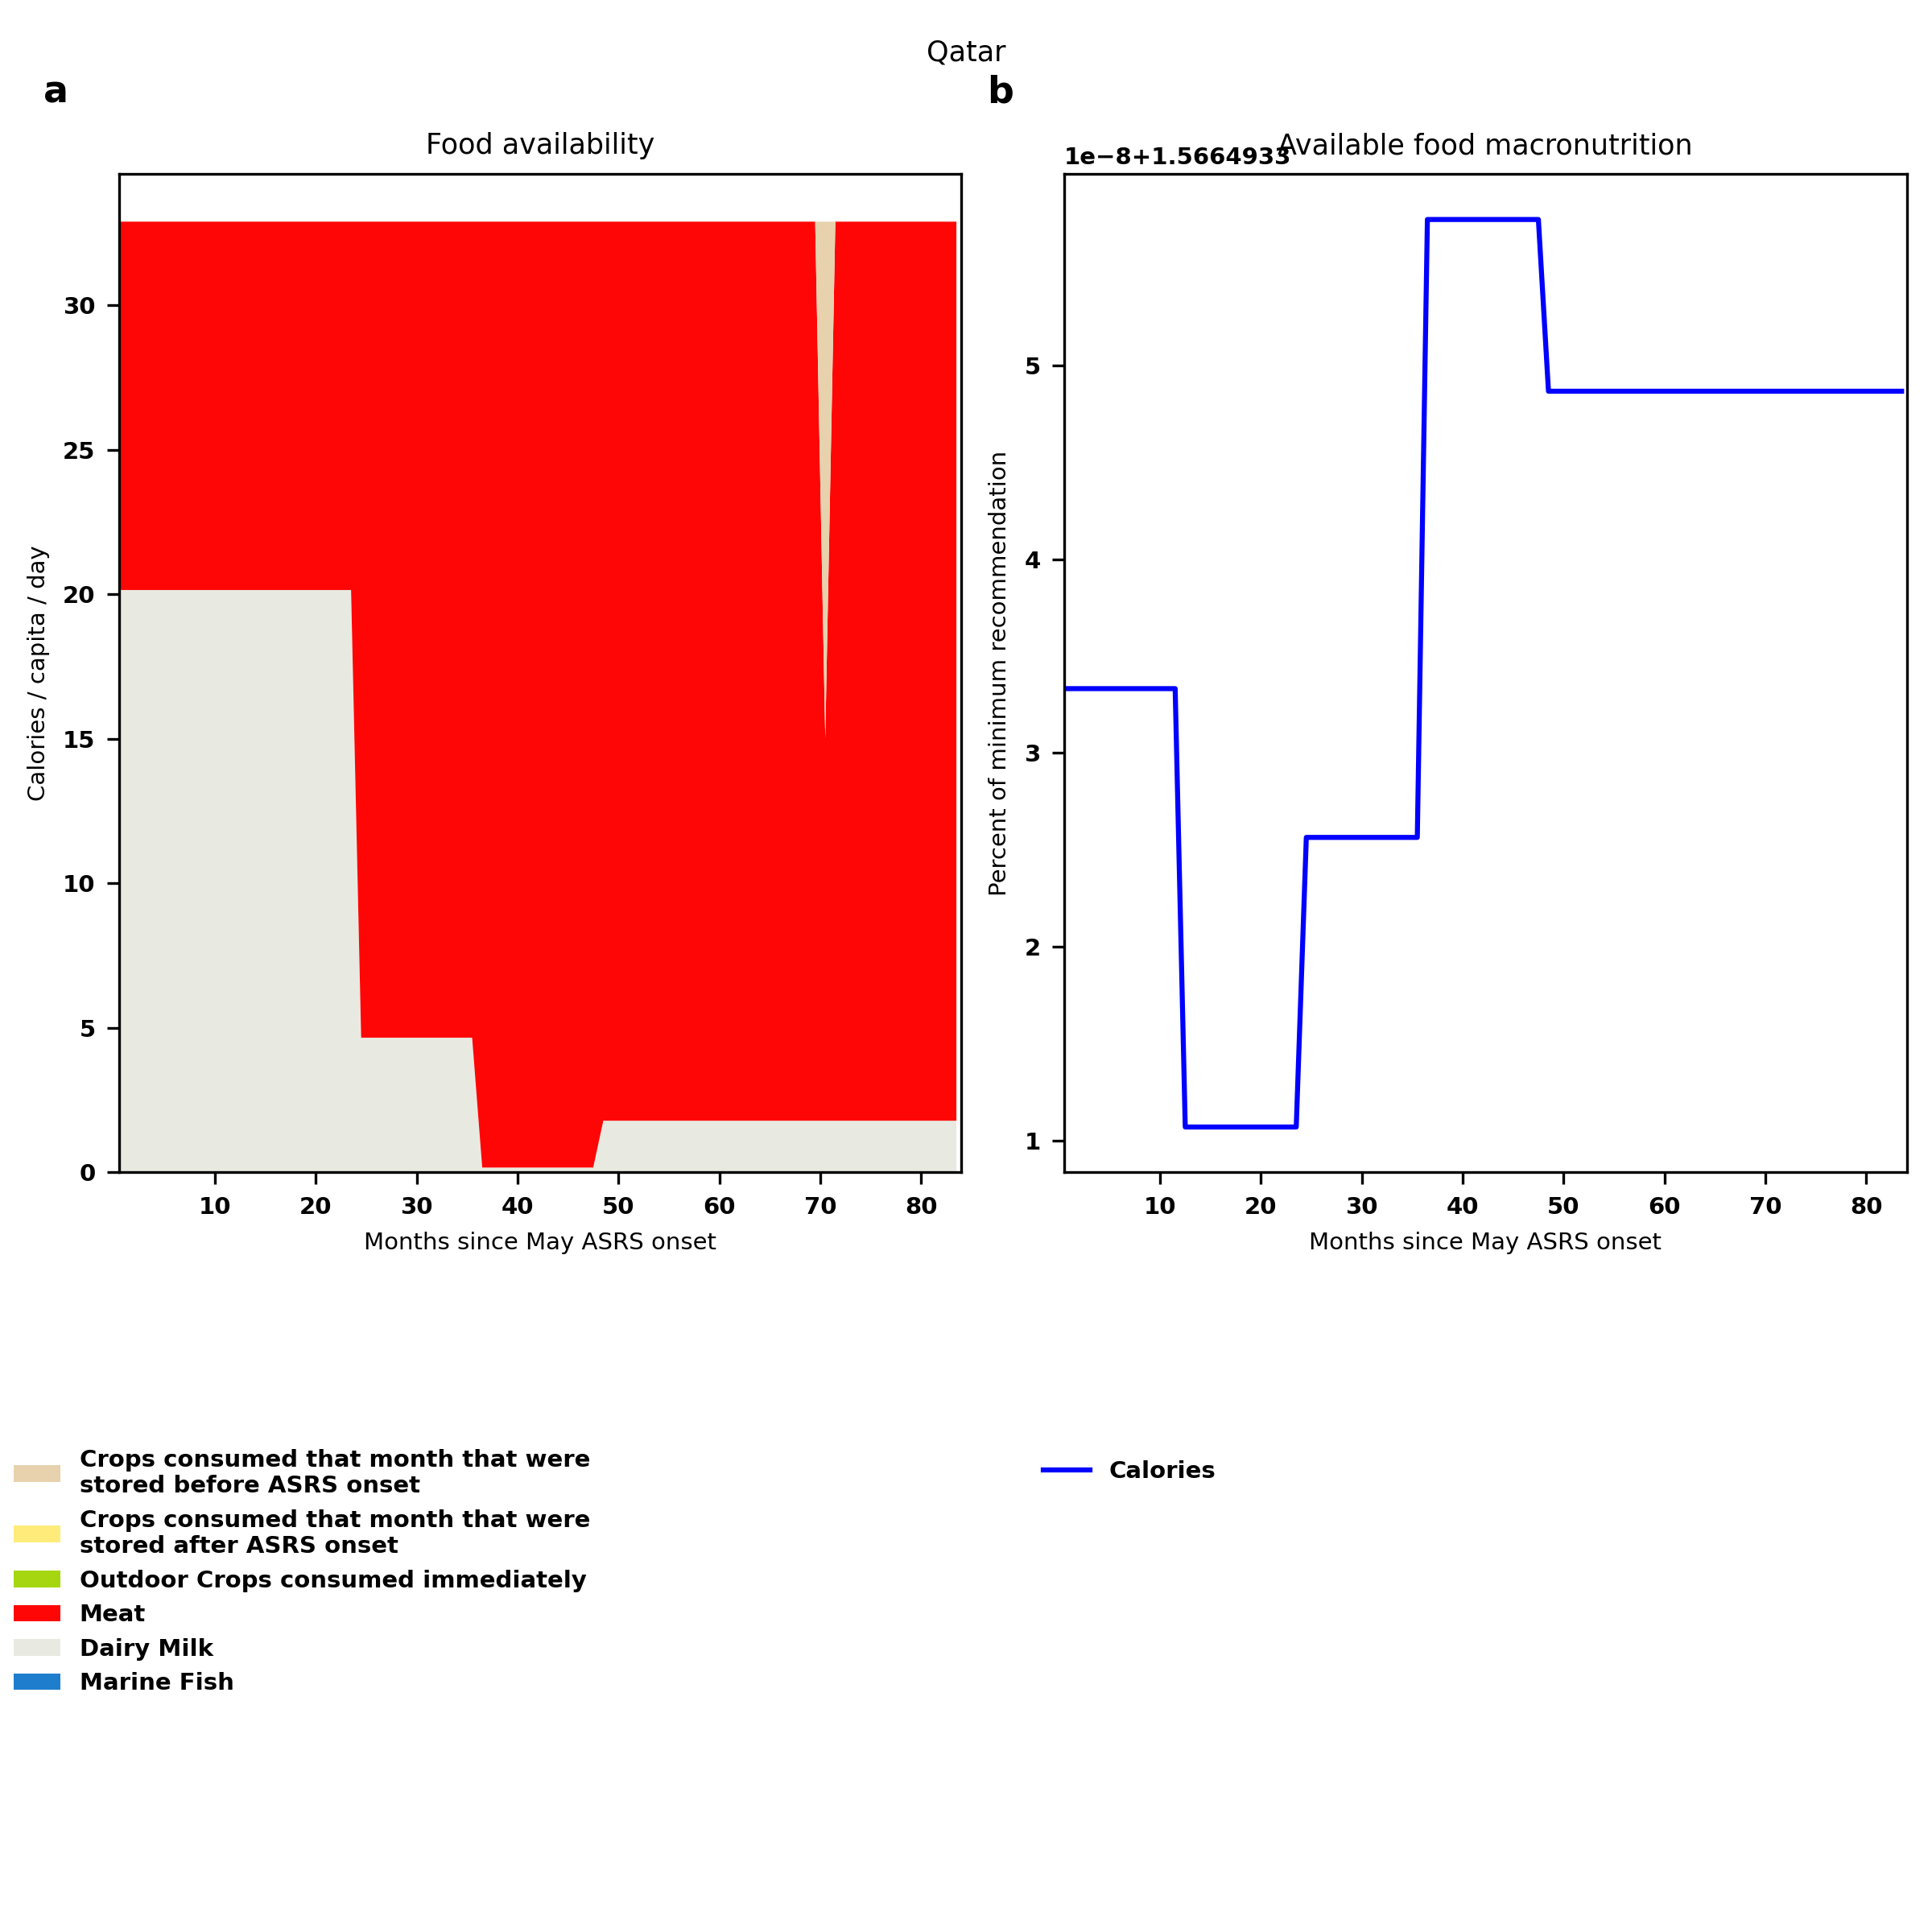 Qatar
a
b
Food availability
Available food macronutrition
1e−8+1.5664933
Calories / capita / day
30
25
20
15
10
5
0
10 20 30 40 50 60 70 80
Months since May ASRS onset
Percent of minimum recommendation
5
4
3
2
1
10 20 30 40 50 60 70 80
Months since May ASRS onset
Crops consumed that month that were
stored before ASRS onset
Crops consumed that month that were
stored after ASRS onset
Outdoor Crops consumed immediately
Meat
Dairy Milk
Marine Fish
Calories